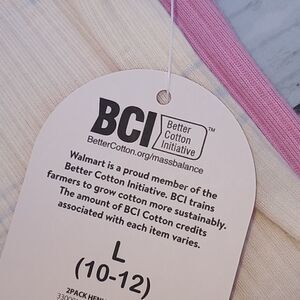 BCI
Better
Cotton
Initiative
TM
BetterCotton.org/massbalance
Walmart is a proud member of the
Better Cotton Initiative. BCI trains
farmers to grow cotton more sustainably.
The amount of BCI Cotton credits
associated with each item varies.
L
(10-12)
2PACK HEN